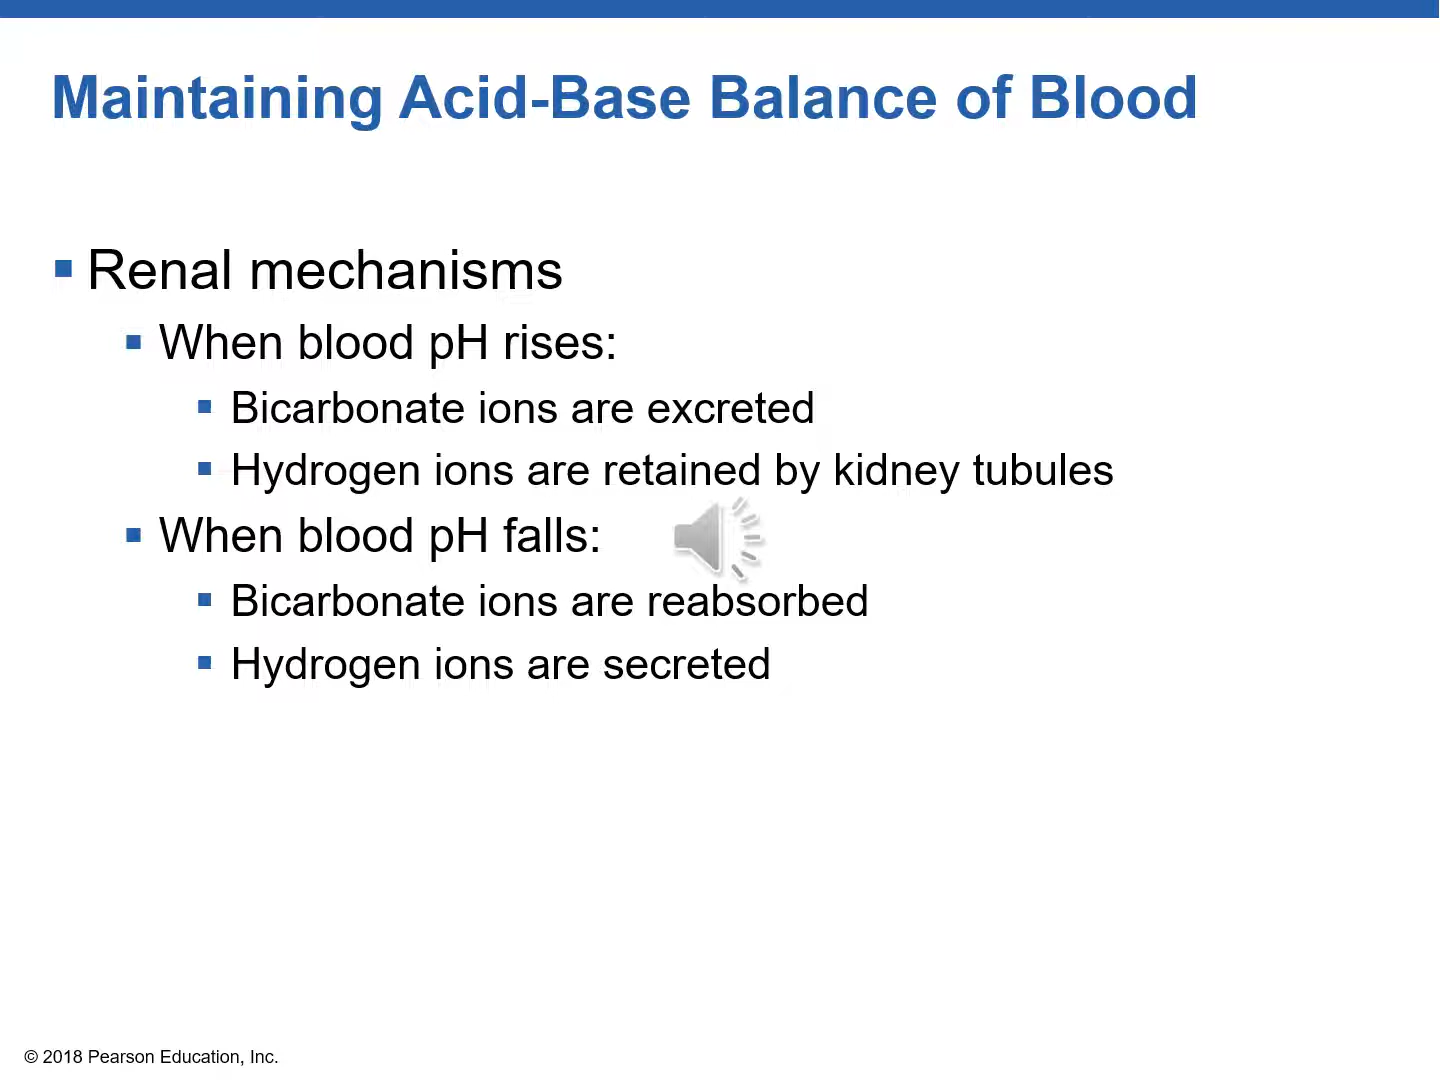 Maintaining Acid-Base Balance of Blood
▪ Renal mechanisms
▪ When blood pH rises:
▪ Bicarbonate ions are excreted
▪ Hydrogen ions are retained by kidney tubules
▪ When blood pH falls:
▪ Bicarbonate ions are reabsorbed
▪ Hydrogen ions are secreted
© 2018 Pearson Education, Inc.